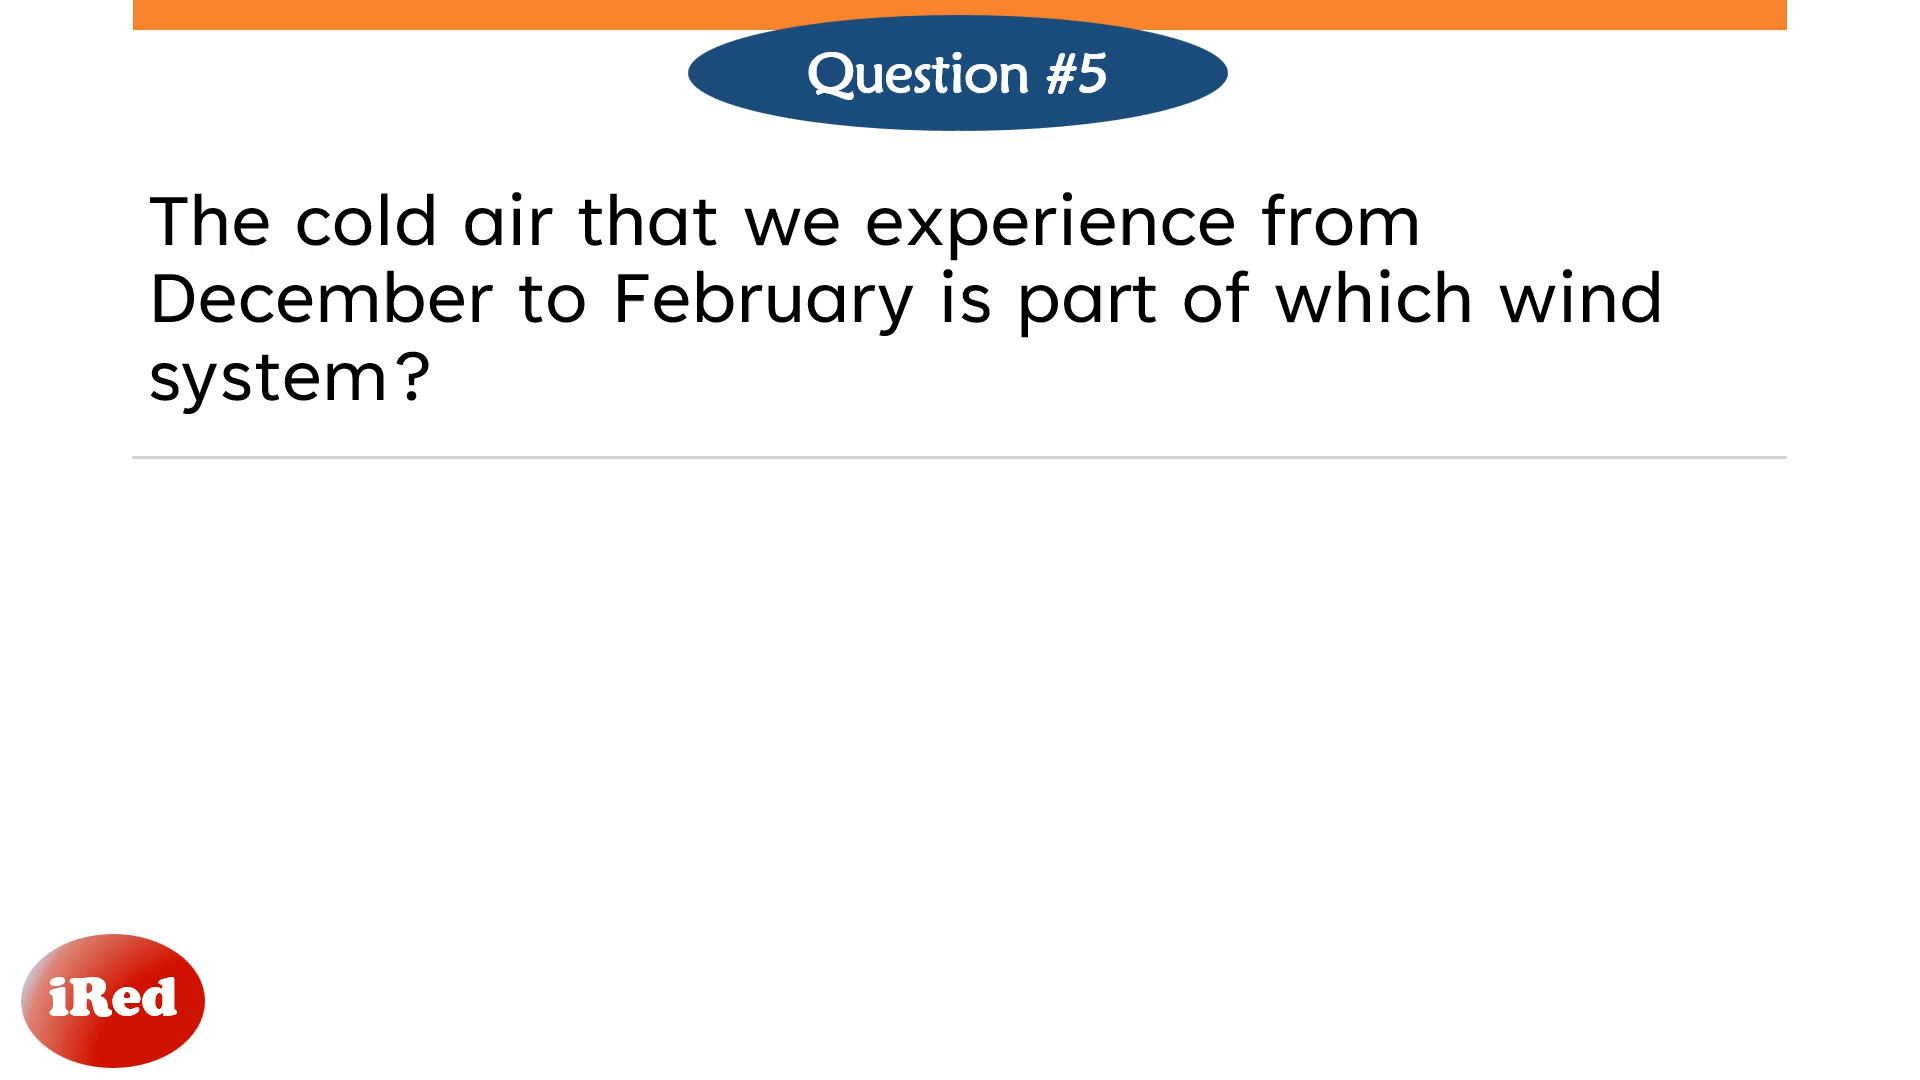 Question #5
The cold air that we experience from
December to February is part of which wind
system?
iRed